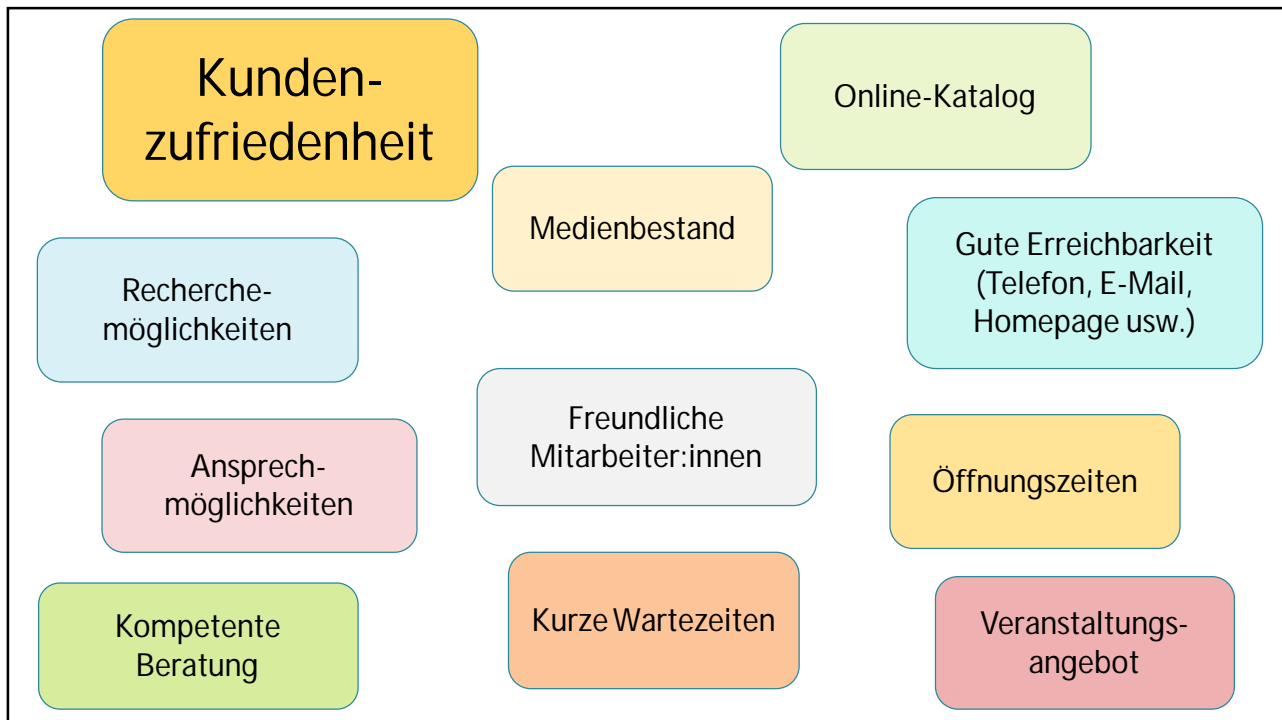 Kunden-
zufriedenheit
Online-Katalog
Medienbestand
Gute Erreichbarkeit
(Telefon, E-Mail,
Homepage usw.)
Recherche-
möglichkeiten
Freundliche
Mitarbeiter:innen
Ansprech-
möglichkeiten
Öffnungszeiten
Kompetente
Beratung
Kurze Wartezeiten
Veranstaltungs-
angebot